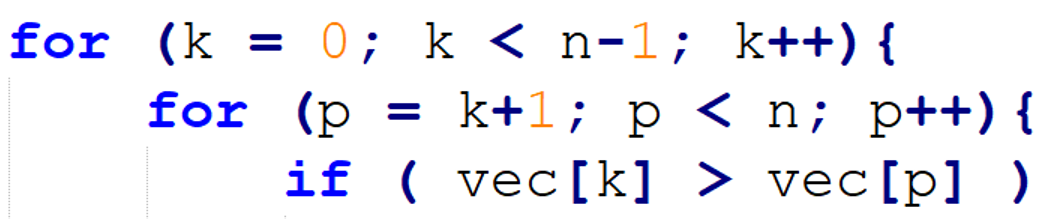 for (k = 0; k < n-1; k++){
for (p = k+1; p < n; p++){
if ( vec[k] > vec[p] )